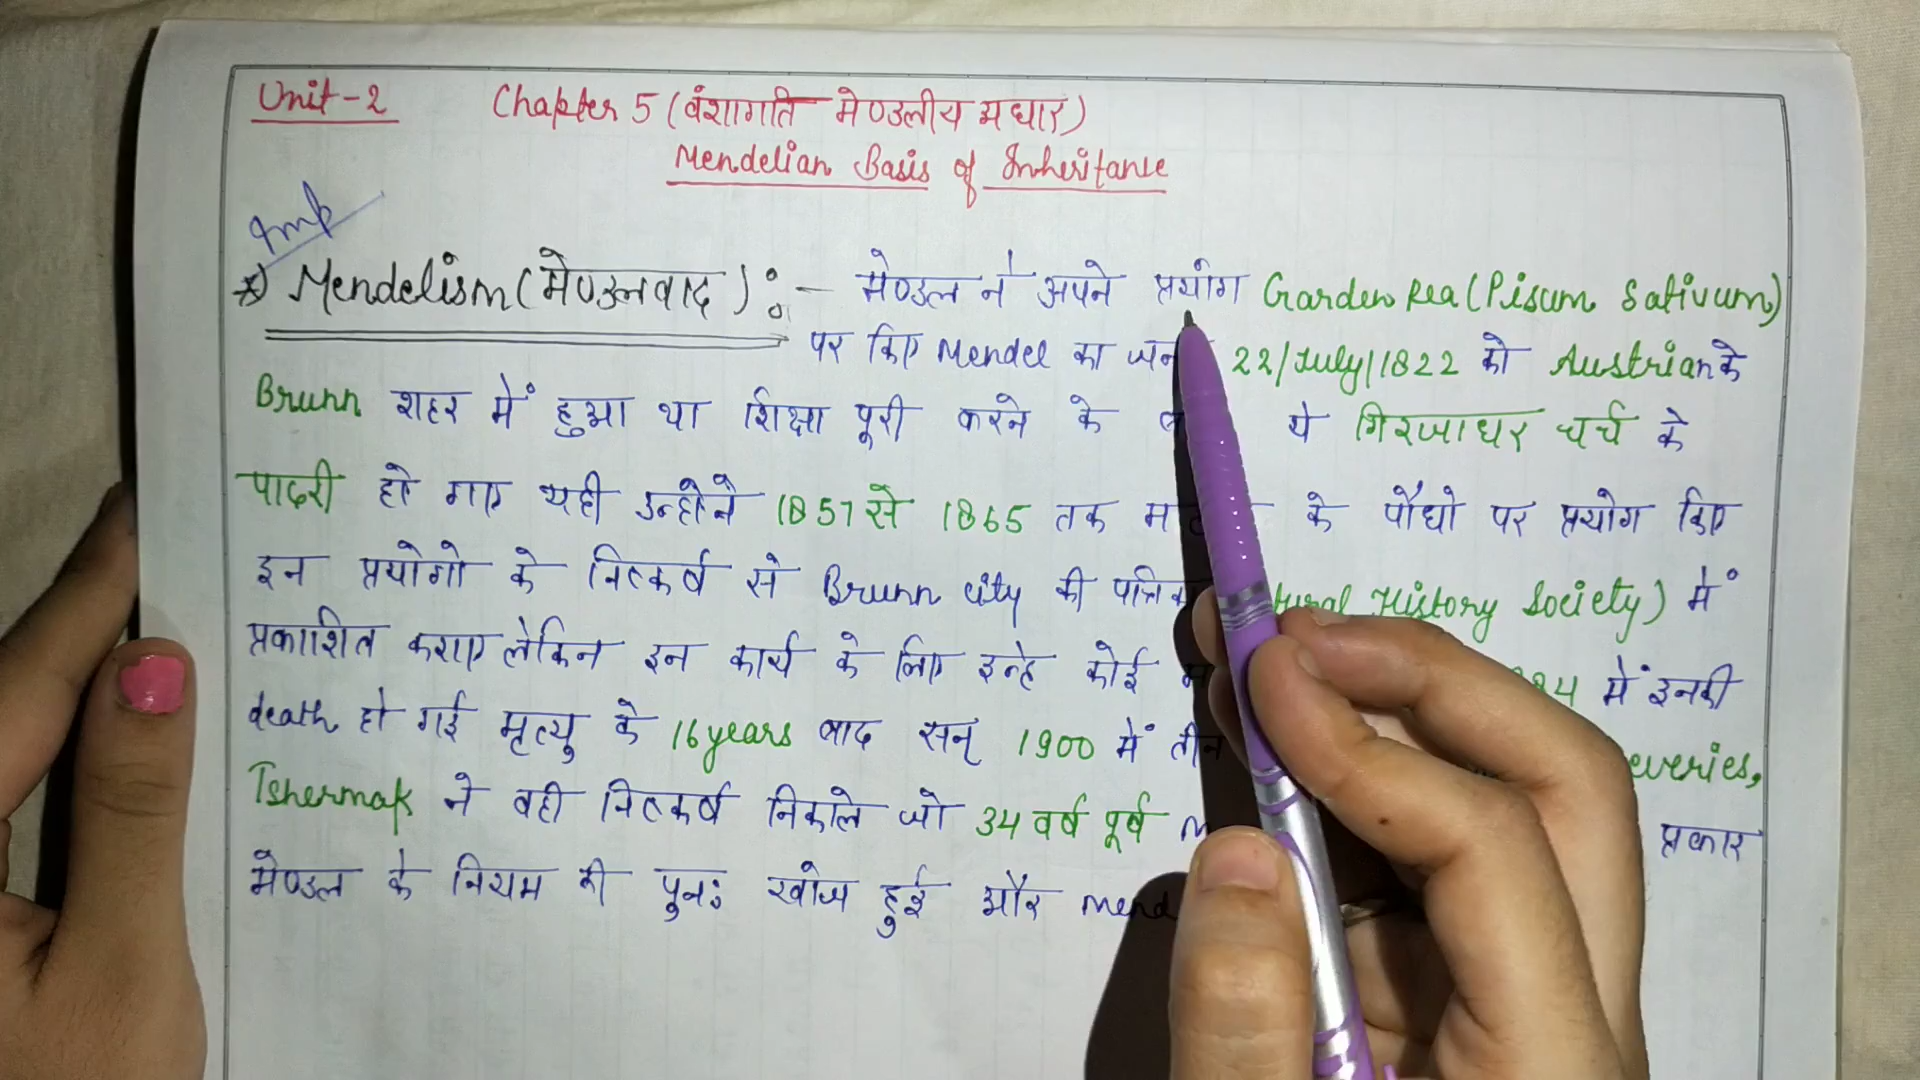 Unit-2 Chapter 5 (वंशागति मेण्डलीय अधार)
Mendelian Basis of Inheritance
Imp
Mendelism (मेण्डलवाद) :- मेण्डल ने अपने प्रयोग Garden Pea (Pisum Sativum)
पर किए Mendel का 22/July/1822 को Austrian के
Brunn शहर में हुआ था शिक्षा पूरी करने के ये गिरजाघर चर्च के
पादरी हो गए यही उन्होंने 1857 से 1865 तक के पौधो पर प्रयोग किए
इन प्रयोगो के निष्कर्ष से Brunn city की History Society) में
प्रकाशित कराए लेकिन इन कार्य के लिए इन्हे कोई में इनकी
death हो गई मृत्यु के 16 years बाद सन् 1900 में तीन
Tshermak ने वही निष्कर्ष निकाले जो 34 वर्ष पूर्व प्रकार
मेण्डल के नियम की पुनः खोज हुई और